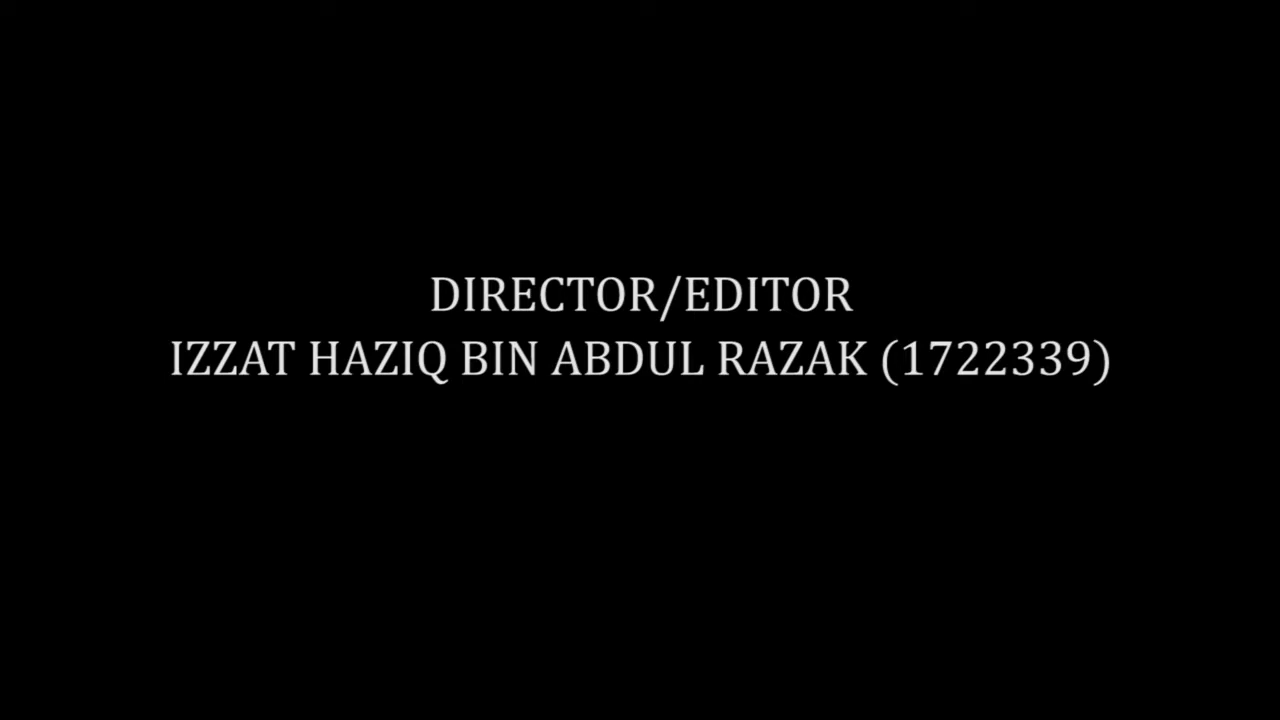 DIRECTOR/EDITOR
IZZAT HAZIQ BIN ABDUL RAZAK (1722339)